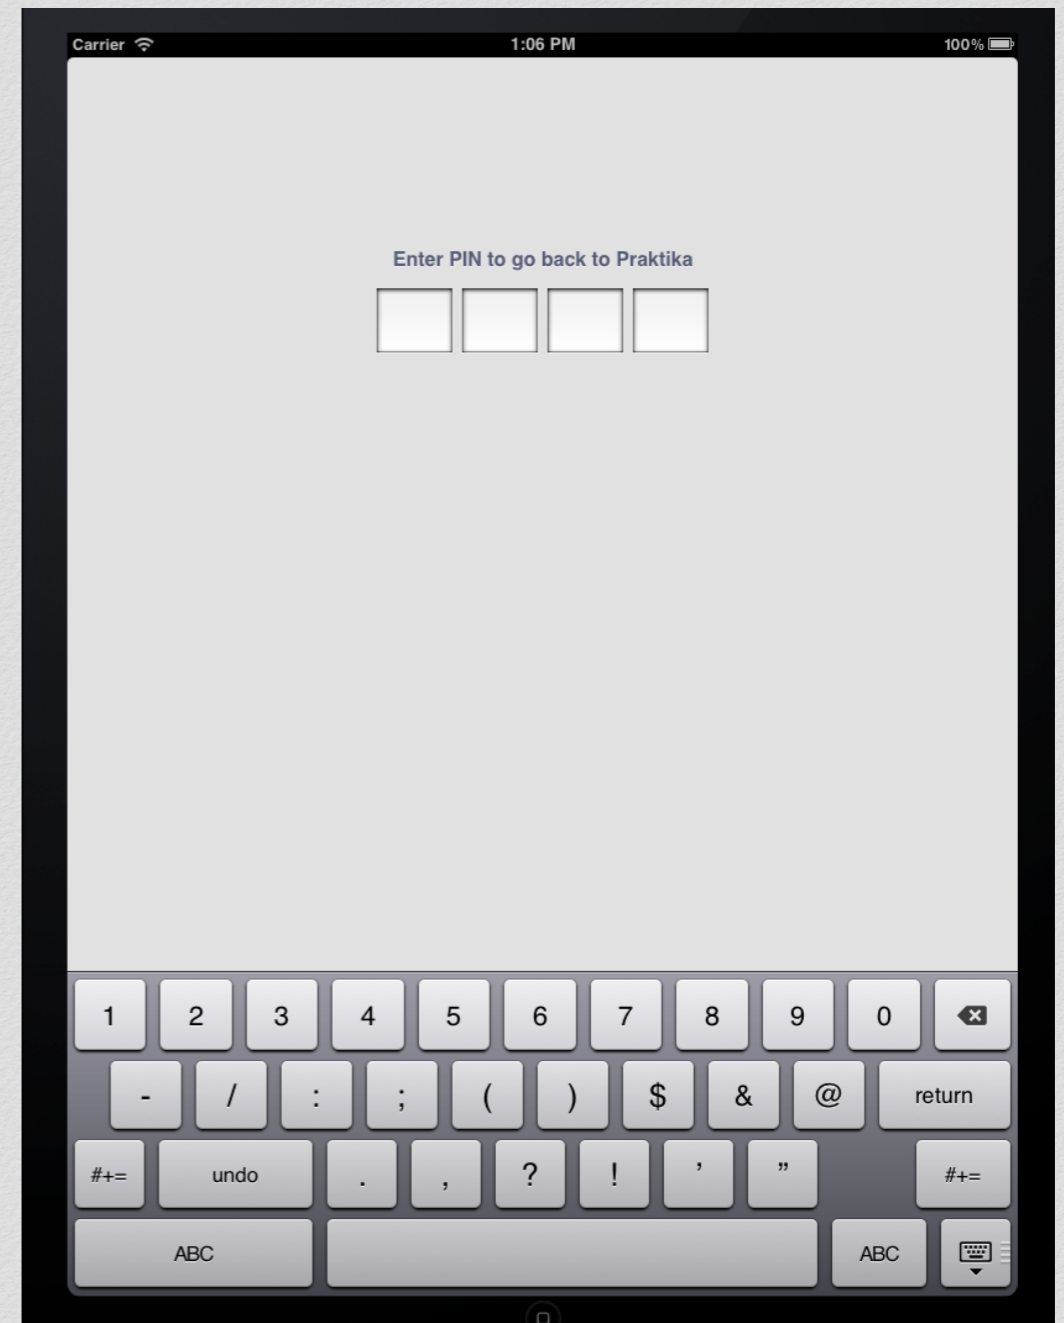 Carrier 1:06 PM 100%
Enter PIN to go back to Praktika
1 2 3 4 5 6 7 8 9 0
- / : ; ( ) $ & @ return
#+= undo . , ? ! ’ ” #+=
ABC ABC